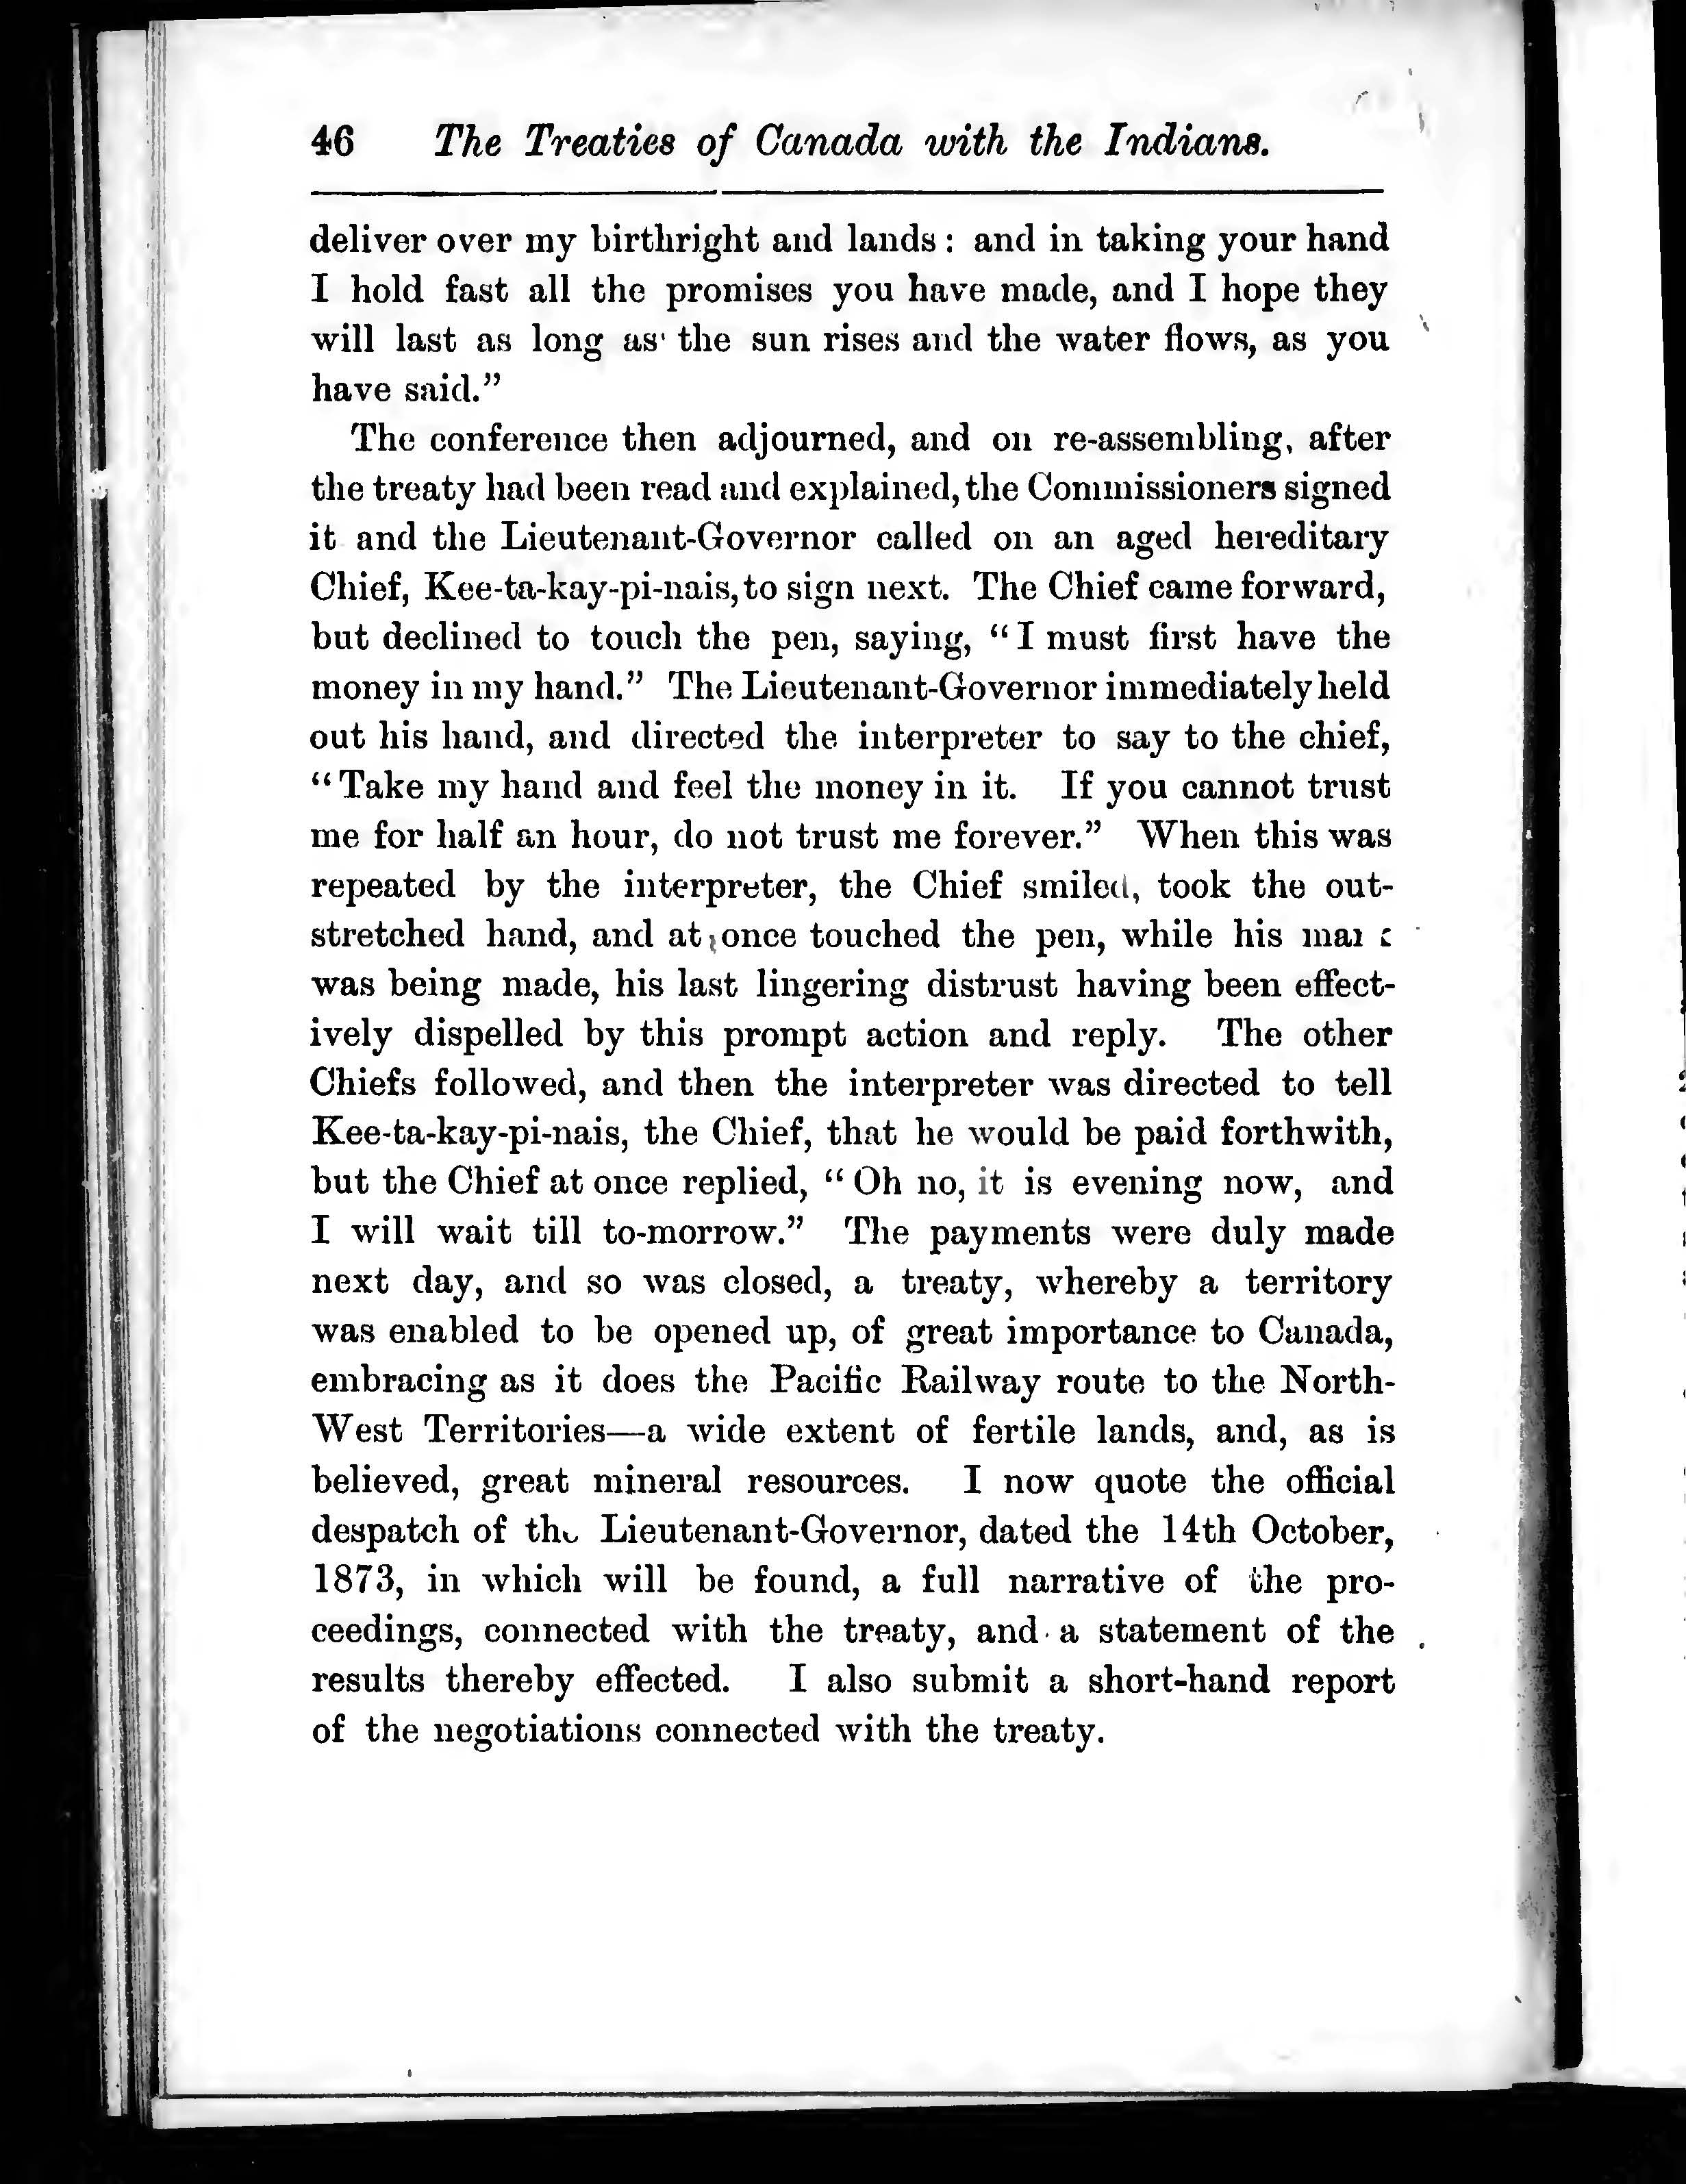 46 The Treaties of Canada with the Indians.
deliver over my birthright and lands : and in taking your hand
I hold fast all the promises you have made, and I hope they
will last as long as the sun rises and the water flows, as you
have said.”
The conference then adjourned, and on re-assembling, after
the treaty had been read and explained, the Commissioners signed
it and the Lieutenant-Governor called on an aged hereditary
Chief, Kee-ta-kay-pi-nais, to sign next. The Chief came forward,
but declined to touch the pen, saying, “ I must first have the
money in my hand.” The Lieutenant-Governor immediately held
out his hand, and directed the interpreter to say to the chief,
“ Take my hand and feel the money in it. If you cannot trust
me for half an hour, do not trust me forever.” When this was
repeated by the interpreter, the Chief smiled, took the out-
stretched hand, and at once touched the pen, while his
was being made, his last lingering distrust having been effect-
ively dispelled by this prompt action and reply. The other
Chiefs followed, and then the interpreter was directed to tell
Kee-ta-kay-pi-nais, the Chief, that he would be paid forthwith,
but the Chief at once replied, “ Oh no, it is evening now, and
I will wait till to-morrow.” The payments were duly made
next day, and so was closed, a treaty, whereby a territory
was enabled to be opened up, of great importance to Canada,
embracing as it does the Pacific Railway route to the North-
West Territories—a wide extent of fertile lands, and, as is
believed, great mineral resources. I now quote the official
despatch of the Lieutenant-Governor, dated the 14th October,
1873, in which will be found, a full narrative of the pro-
ceedings, connected with the treaty, and a statement of the
results thereby effected. I also submit a short-hand report
of the negotiations connected with the treaty.